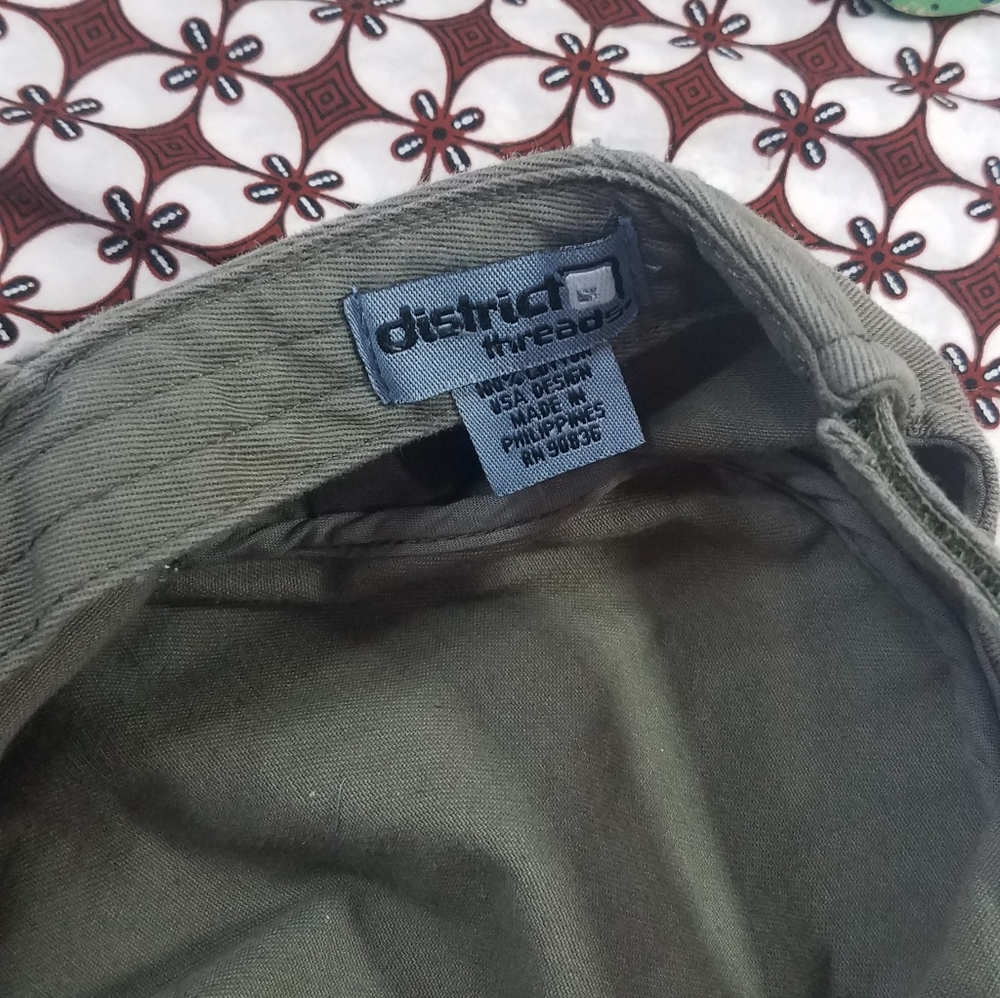 district
threads
100% COTTON
USA DESIGN
MADE IN
PHILIPPINES
RN 90836